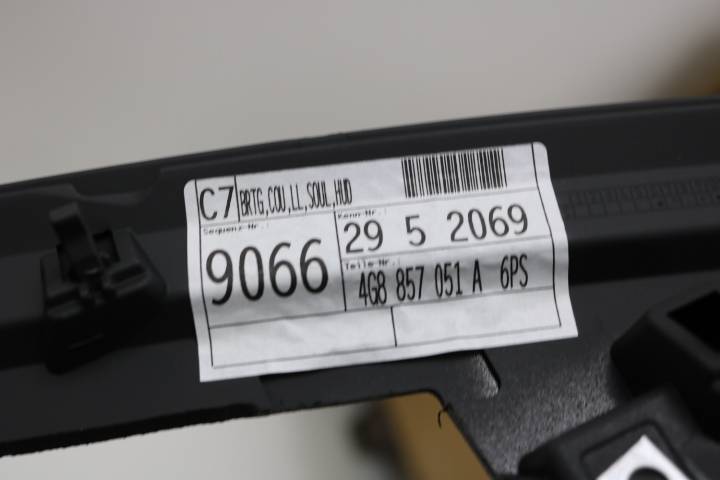 C7 BRTG,COU,LL,SOUL,HUD
Sequenz-Nr.: Kenn-Nr.:
9066 29 5 2069
Teile-Nr.:
4G8 857 051 A 6PS